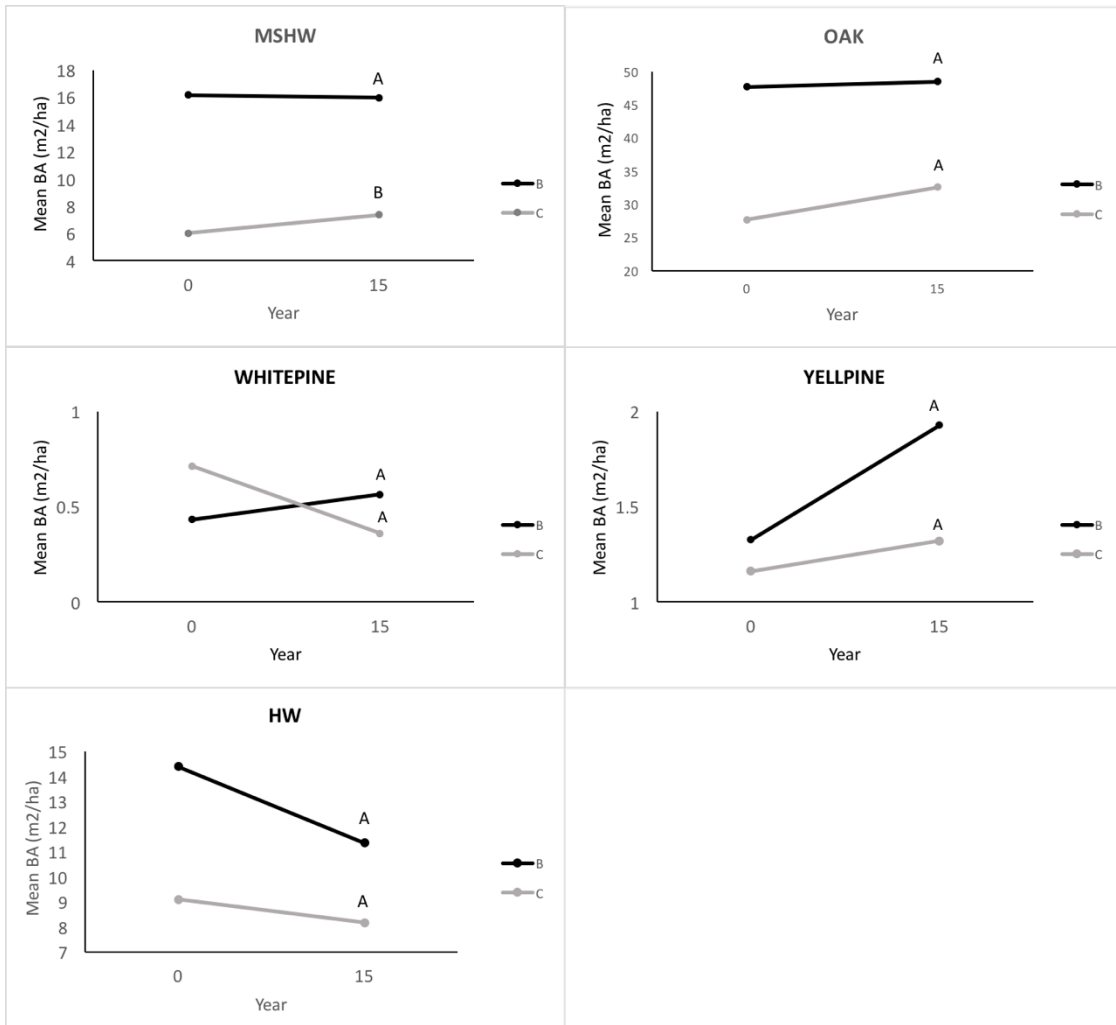 MSHW
18
16
14
12
10
8
6
4
Mean BA (m2/ha)
A
B
0
15
Year
B
C
OAK
50
45
40
35
30
25
20
Mean BA (m2/ha)
A
A
0
15
Year
B
C
WHITEPINE
1
0.5
0
Mean BA (m2/ha)
A
A
0
15
Year
B
C
YELLPINE
2
1.5
1
Mean BA (m2/ha)
A
A
0
15
Year
B
C
HW
15
14
13
12
11
10
9
8
7
Mean BA (m2/ha)
A
A
0
15
Year
B
C